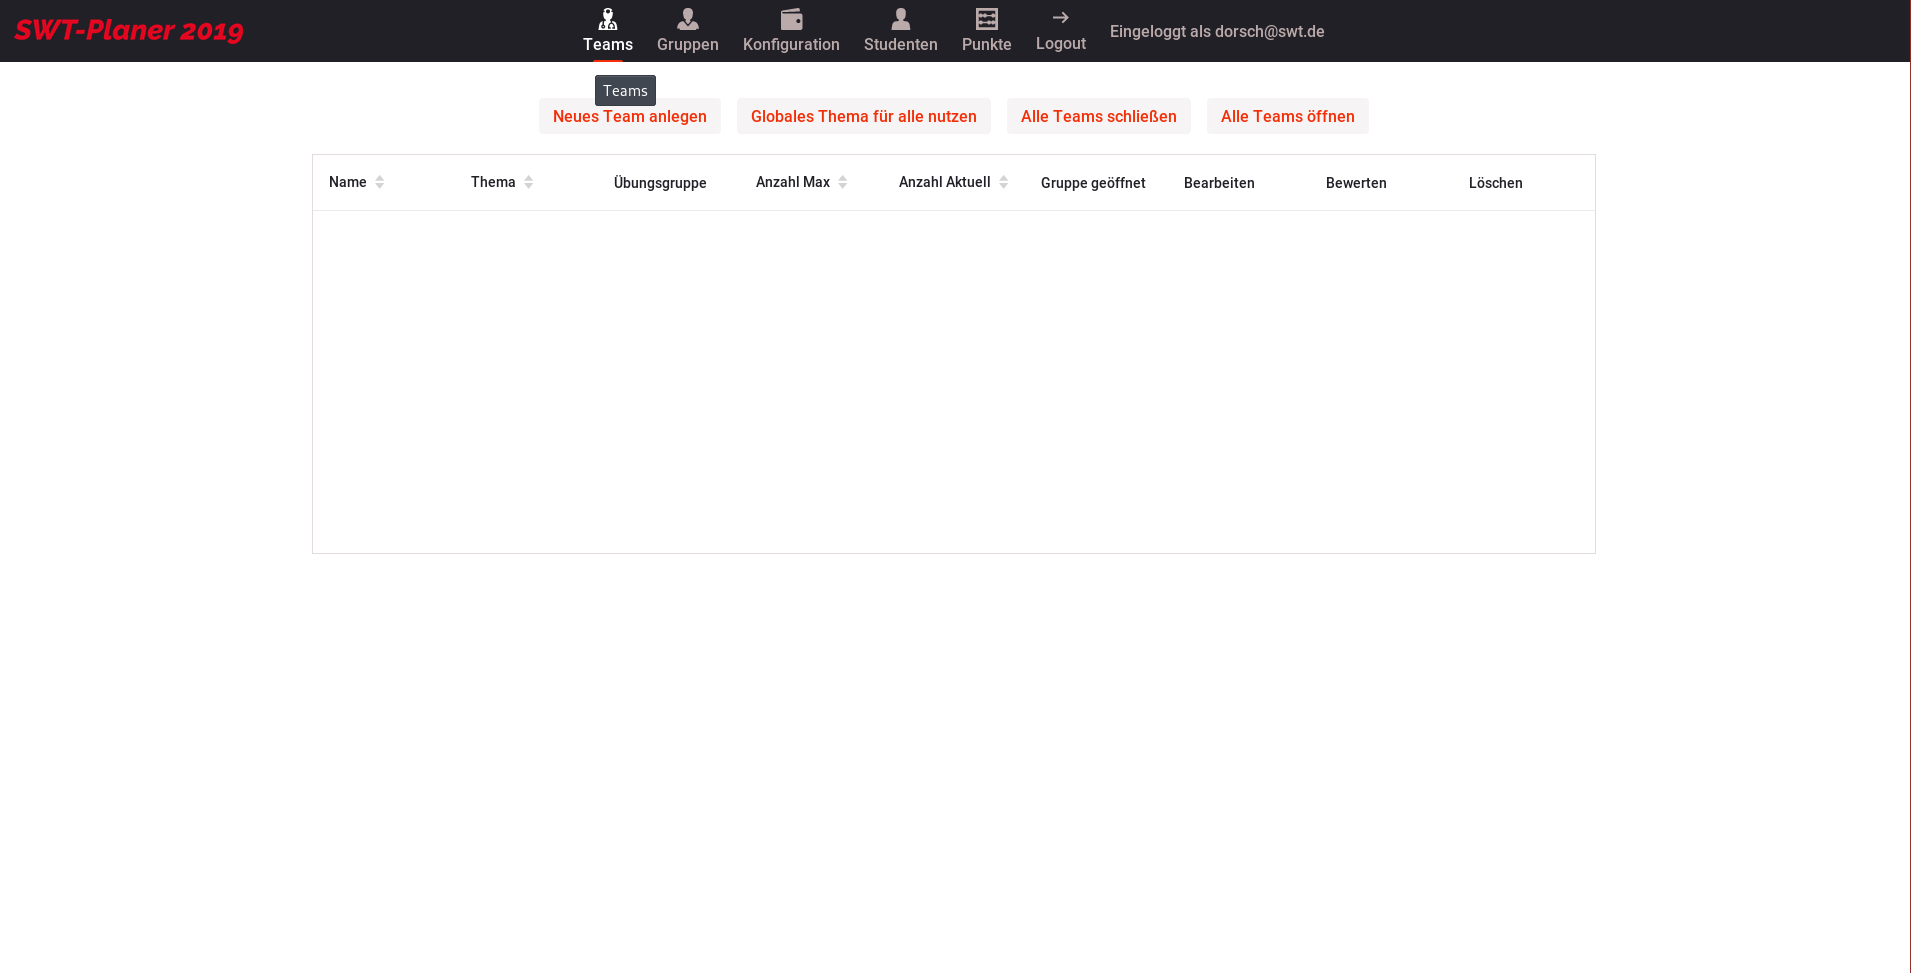 SWT-Planer 2019
Teams
Gruppen
Konfiguration
Studenten
Punkte
Logout
Eingeloggt als dorsch@swt.de
Teams
Neues Team anlegen
Globales Thema für alle nutzen
Alle Teams schließen
Alle Teams öffnen
Name
Thema
Übungsgruppe
Anzahl Max
Anzahl Aktuell
Gruppe geöffnet
Bearbeiten
Bewerten
Löschen